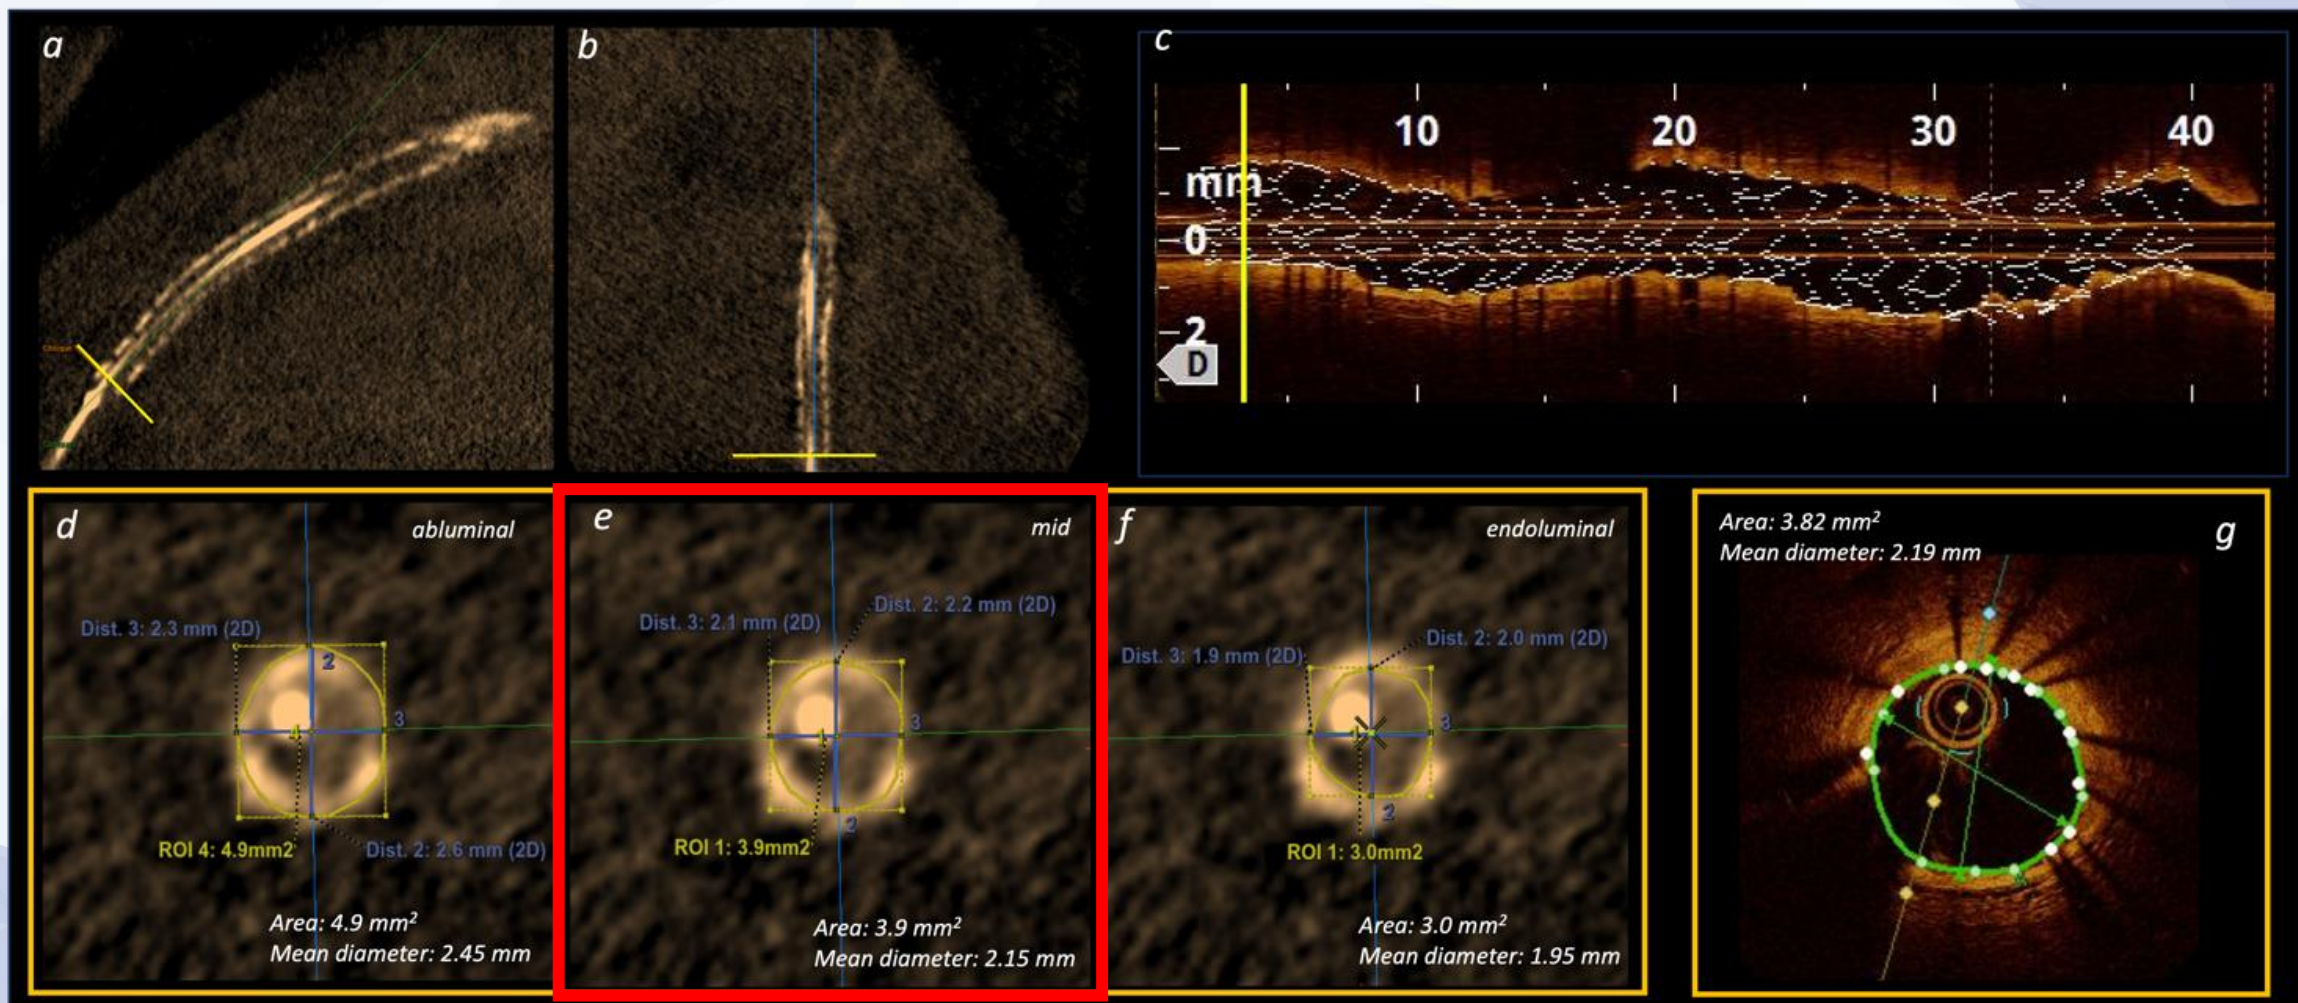 a
b
c
10 20 30 40
mm
0
2
D
d
abluminal
Dist. 3: 2.3 mm (2D)
2
3
4
ROI 4: 4.9mm2
Dist. 2: 2.6 mm (2D)
Area: 4.9 mm²
Mean diameter: 2.45 mm
e
mid
Dist. 2: 2.2 mm (2D)
Dist. 3: 2.1 mm (2D)
3
1
2
ROI 1: 3.9mm2
Area: 3.9 mm²
Mean diameter: 2.15 mm
f
endoluminal
Dist. 2: 2.0 mm (2D)
Dist. 3: 1.9 mm (2D)
3
2
ROI 1: 3.0mm2
Area: 3.0 mm²
Mean diameter: 1.95 mm
Area: 3.82 mm²
Mean diameter: 2.19 mm
g